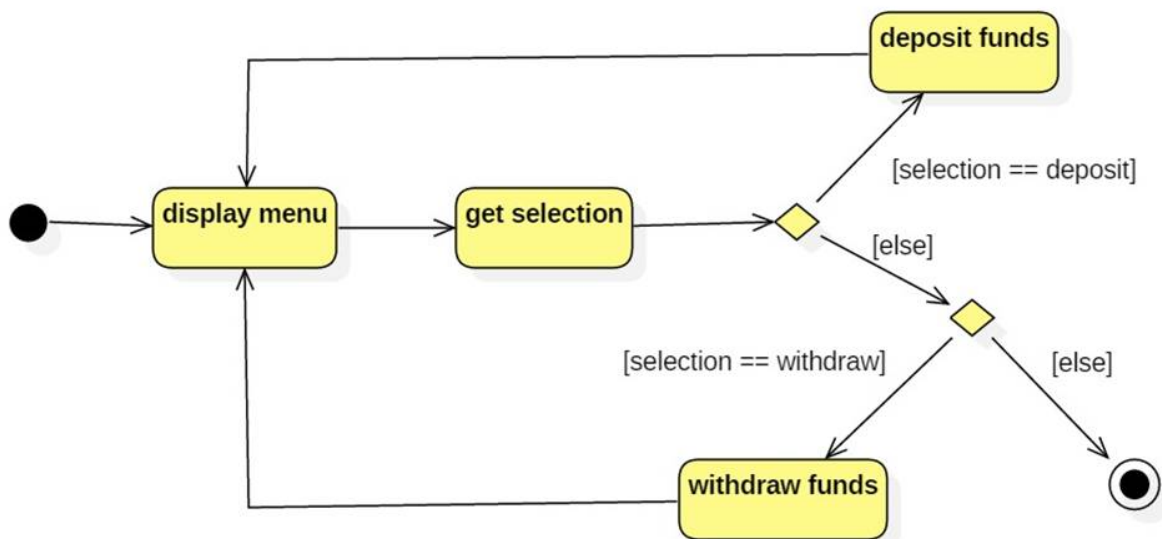 deposit funds
[selection == deposit]
display menu
get selection
[else]
[selection == withdraw]
[else]
withdraw funds